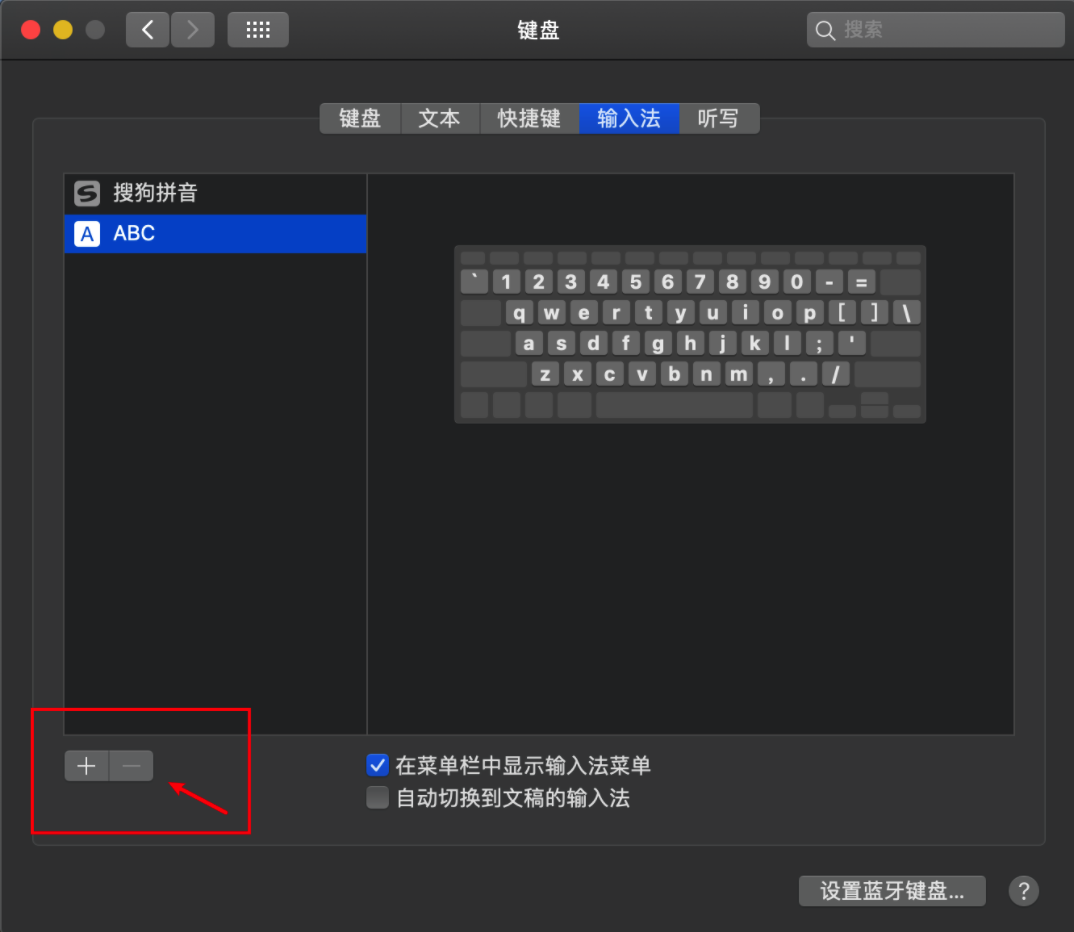 键盘
搜索
键盘 文本 快捷键 输入法 听写
搜狗拼音
A ABC
` 1 2 3 4 5 6 7 8 9 0 - =
q w e r t y u i o p [ ] \
a s d f g h j k l ; '
z x c v b n m , . /
在菜单栏中显示输入法菜单
自动切换到文稿的输入法
设置蓝牙键盘... ?